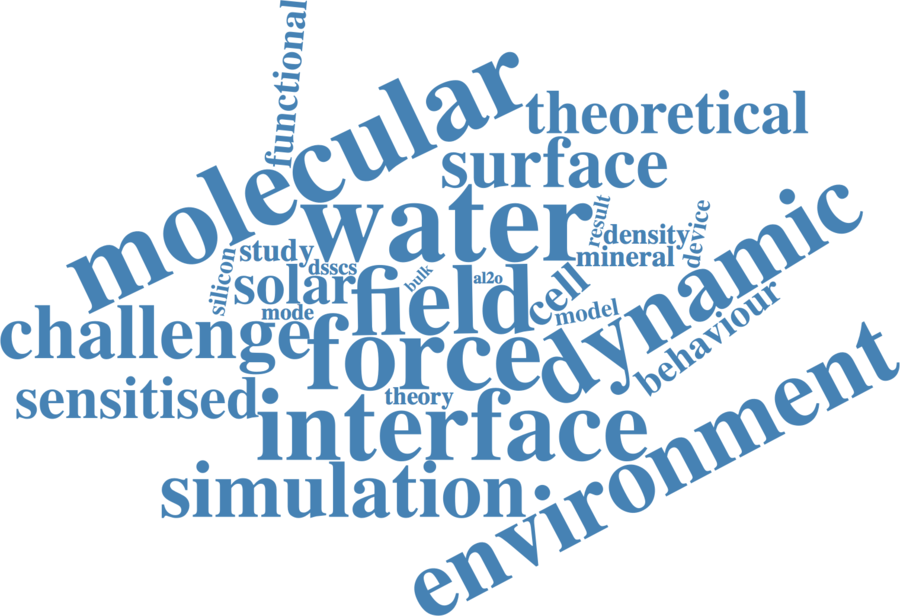 functional
molecular
theoretical
surface
water
result
density
device
dynamic
study
silicon
dsscs
solar
mineral
bulk
al2o
cell
field
mode
model
challenge
force
behaviour
sensitised
theory
interface
environment
simulation